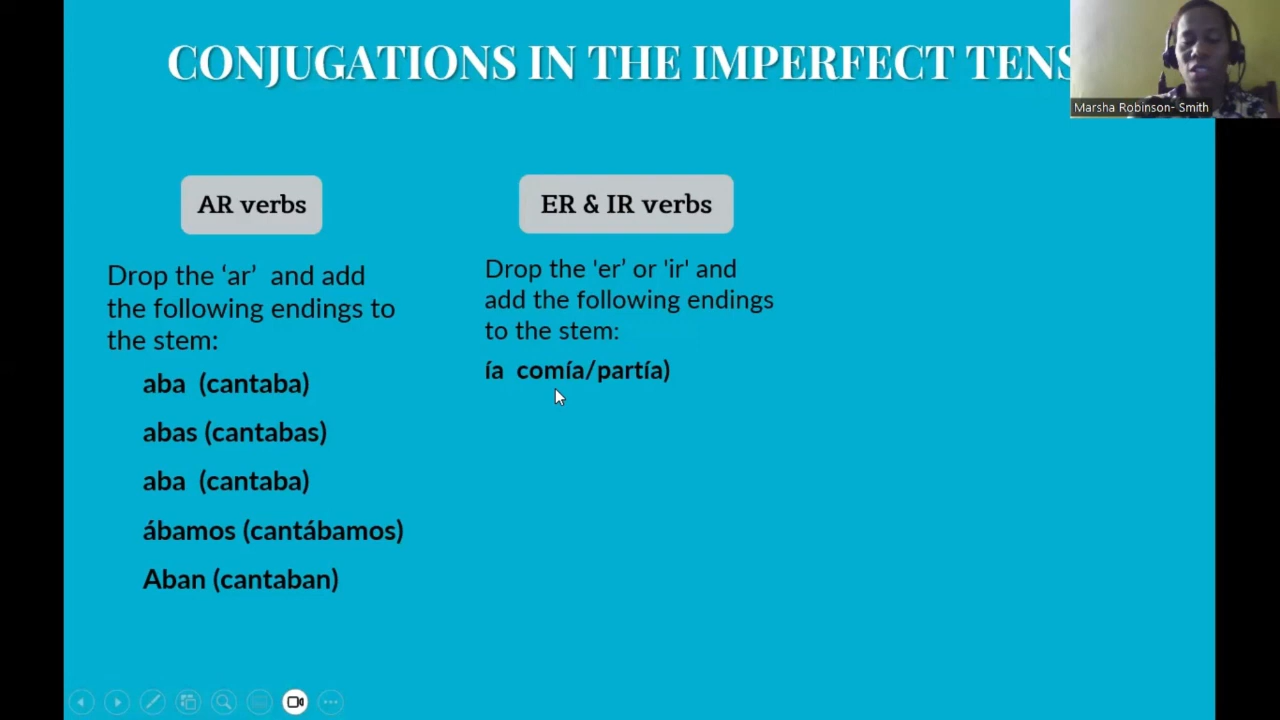 CONJUGATIONS IN THE IMPERFECT TENS
Marsha Robinson- Smith
AR verbs
Drop the ‘ar’  and add
the following endings to
the stem:
aba  (cantaba)
abas (cantabas)
aba  (cantaba)
ábamos (cantábamos)
Aban (cantaban)
ER & IR verbs
Drop the 'er’ or 'ir' and
add the following endings
to the stem:
ía  comía/partía)